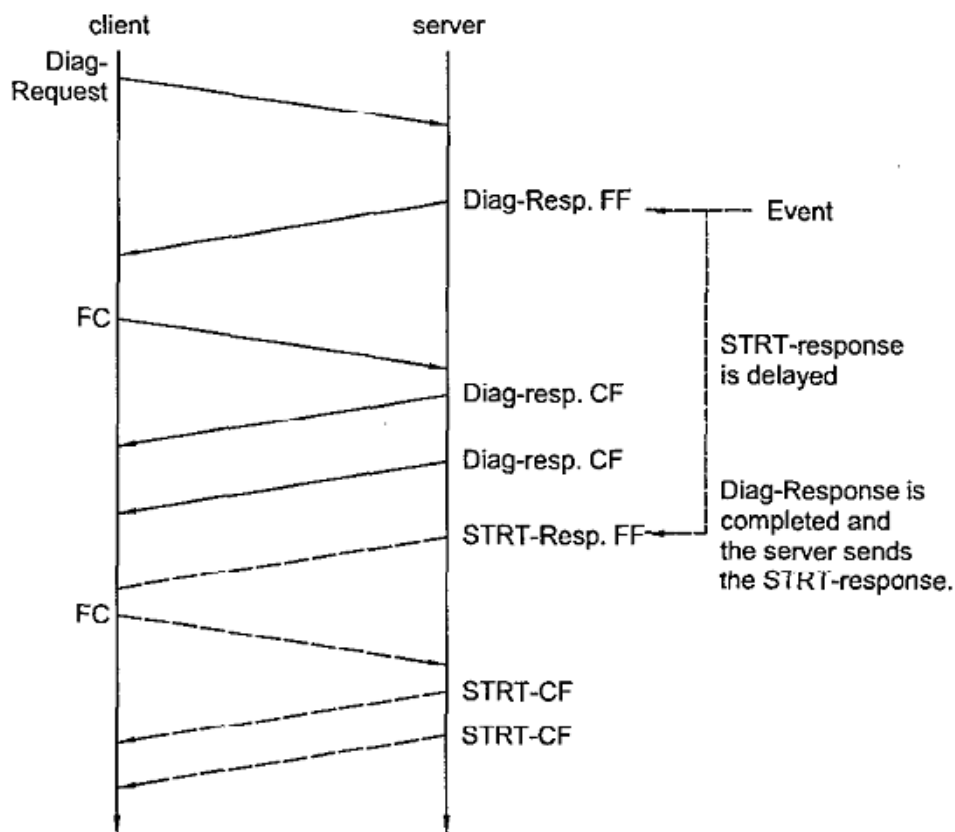 client
server
Diag-
Request
Diag-Resp. FF
Event
FC
STRT-response
is delayed
Diag-resp. CF
Diag-resp. CF
Diag-Response is
completed and
the server sends
the STRT-response.
STRT-Resp. FF
FC
STRT-CF
STRT-CF